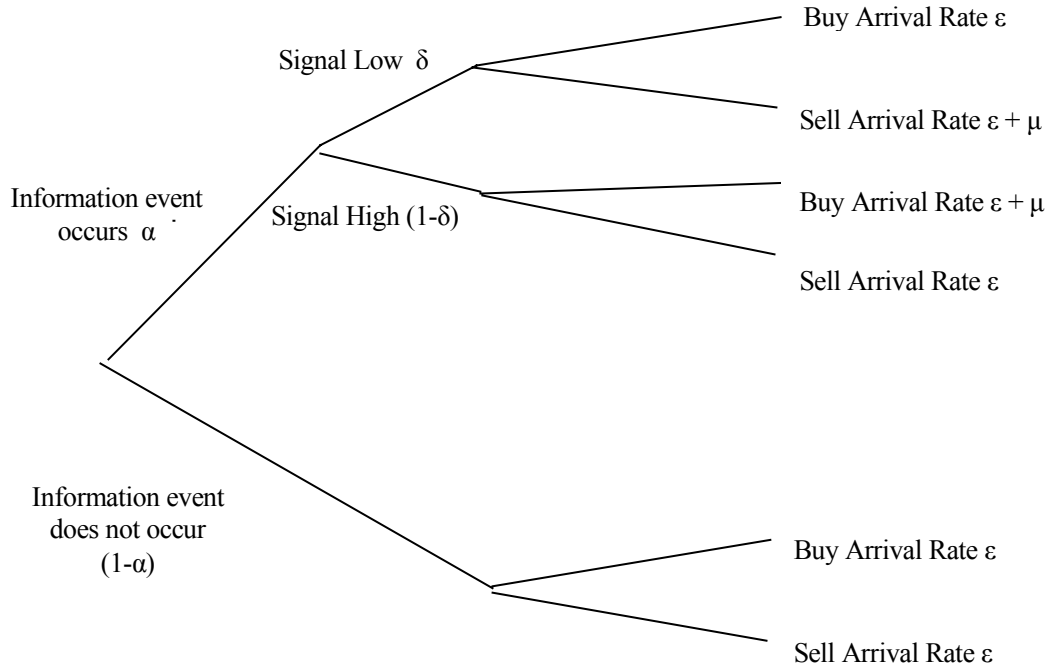 Buy Arrival Rate ε
Signal Low δ
Sell Arrival Rate ε + μ
Information event
occurs α
Signal High (1-δ)
Buy Arrival Rate ε + μ
Sell Arrival Rate ε
Information event
does not occur
(1-α)
Buy Arrival Rate ε
Sell Arrival Rate ε